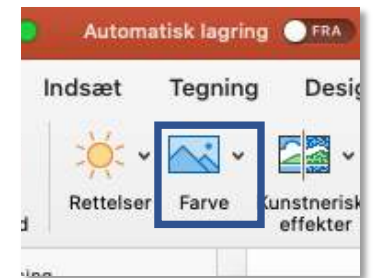 Automatisk lagring FRA
Indsæt Tegning Desig
Rettelser Farve Kunstnerisk
effekter